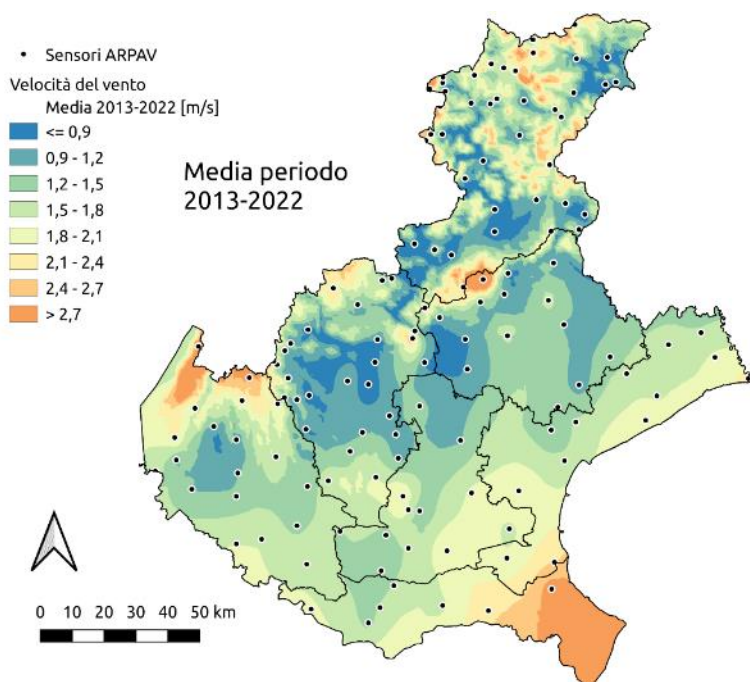 Sensori ARPAV
Velocità del vento
Media 2013-2022 [m/s]
<= 0,9
0,9 - 1,2
1,2 - 1,5
1,5 - 1,8
1,8 - 2,1
2,1 - 2,4
2,4 - 2,7
> 2,7
Media periodo
2013-2022
0 10 20 30 40 50 km